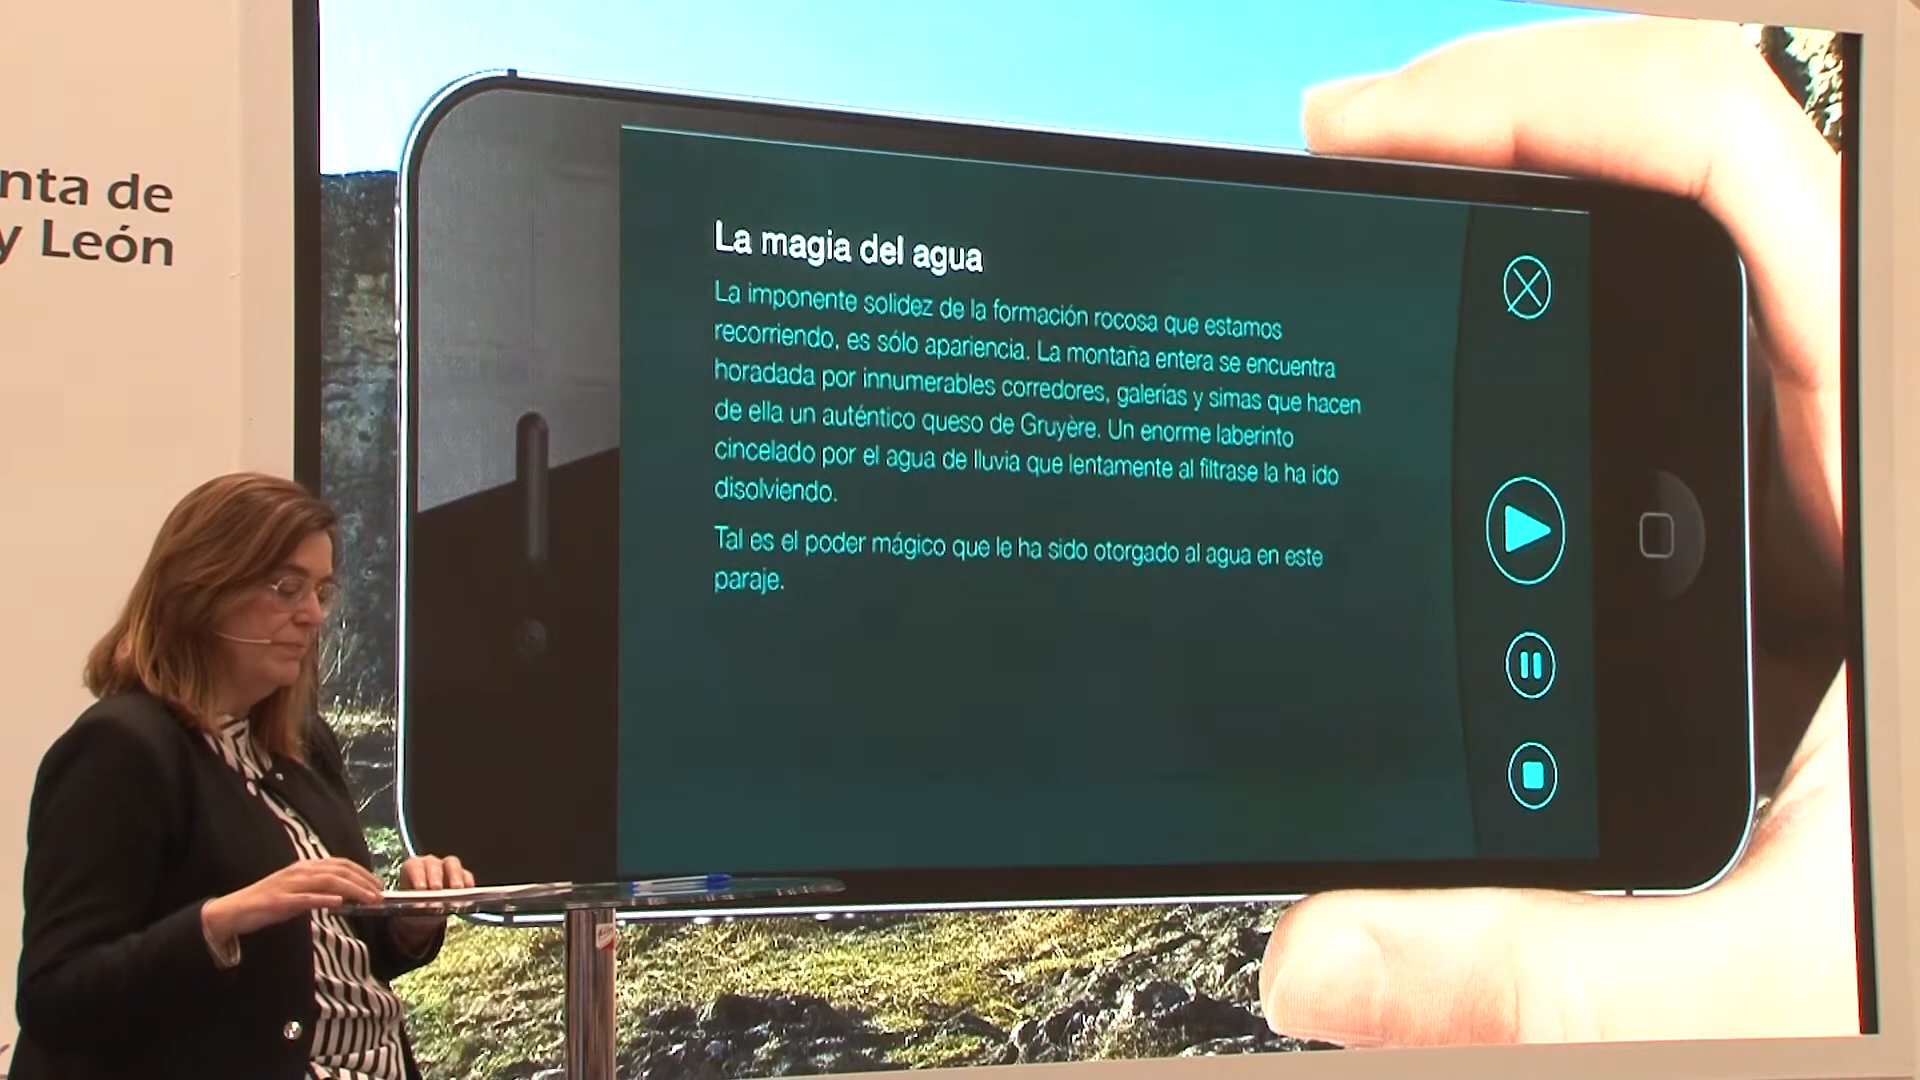 nta de
y León
La magia del agua
La imponente solidez de la formación rocosa que estamos
recorriendo, es sólo apariencia. La montaña entera se encuentra
horadada por innumerables corredores, galerías y simas que hacen
de ella un auténtico queso de Gruyère. Un enorme laberinto
cincelado por el agua de lluvia que lentamente al filtrase la ha ido
disolviendo.
Tal es el poder mágico que le ha sido otorgado al agua en este
paraje.